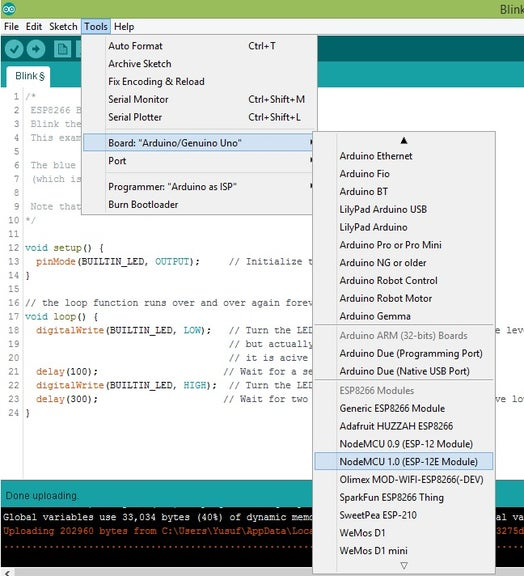 Blink
File Edit Sketch Tools Help
Auto Format Ctrl+T
Archive Sketch
Fix Encoding & Reload
Serial Monitor Ctrl+Shift+M
Serial Plotter Ctrl+Shift+L
Board: "Arduino/Genuino Uno"
Port
Programmer: "Arduino as ISP"
Burn Bootloader
Arduino Ethernet
Arduino Fio
Arduino BT
LilyPad Arduino USB
LilyPad Arduino
Arduino Pro or Pro Mini
Arduino NG or older
Arduino Robot Control
Arduino Robot Motor
Arduino Gemma
Arduino ARM (32-bits) Boards
Arduino Due (Programming Port)
Arduino Due (Native USB Port)
ESP8266 Modules
Generic ESP8266 Module
Adafruit HUZZAH ESP8266
NodeMCU 0.9 (ESP-12 Module)
NodeMCU 1.0 (ESP-12E Module)
Olimex MOD-WIFI-ESP8266(-DEV)
SparkFun ESP8266 Thing
SweetPea ESP-210
WeMos D1
WeMos D1 mini
Blink §
1 /*
2 ESP8266 B
3 Blink the
4 This exam
5
6 The blue
7 (which is
8
9 Note that
10 */
11
12 void setup() {
13 pinMode(BUILTIN_LED, OUTPUT); // Initialize t
14 }
15
16 // the loop function runs over and over again forev
17 void loop() {
18 digitalWrite(BUILTIN_LED, LOW); // Turn the LED leve
19 // but actually
20 // it is acive
21 delay(100); // Wait for a se
22 digitalWrite(BUILTIN_LED, HIGH); // Turn the LED
23 delay(300); // Wait for two ve lo
24 }
Done uploading.
Global variables use 33,034 bytes (40%) of dynamic memo al va
Uploading 202960 bytes from C:\Users\Yusuf\AppData\Loca 3275d